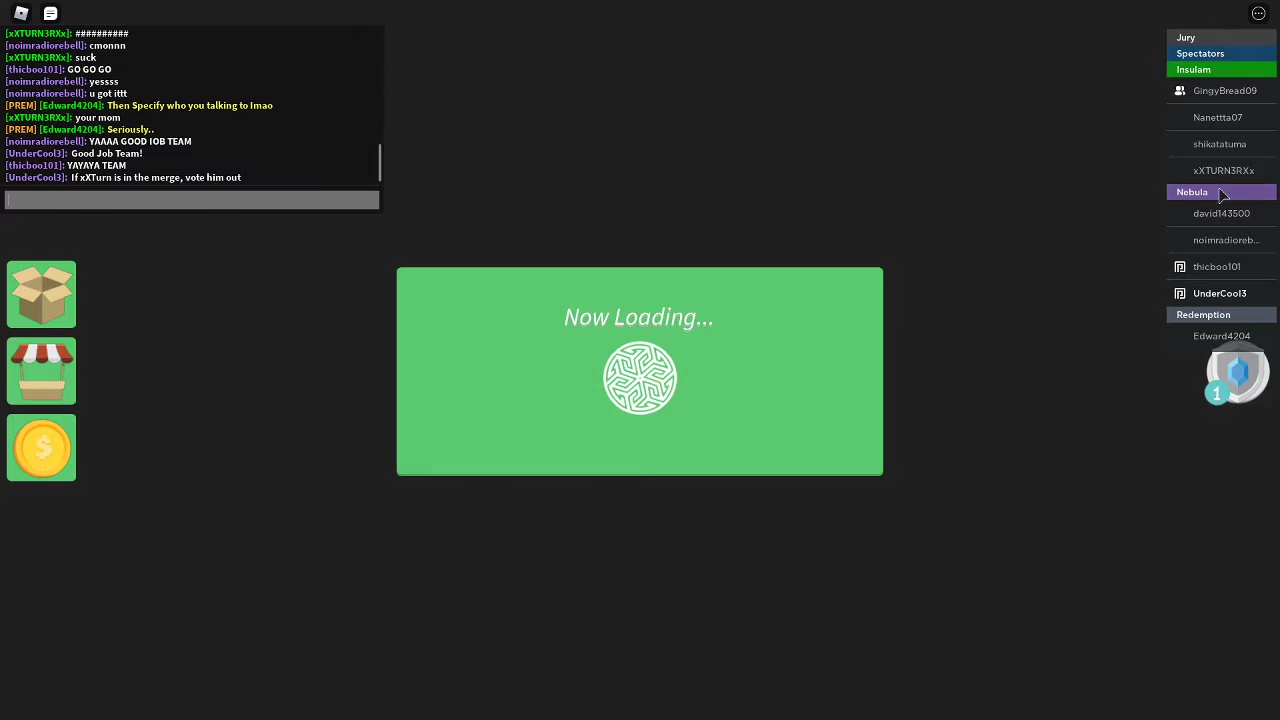 [xXTURN3RXx]: ##########
[noimradiorebell]: cmonnn
[xXTURN3RXx]: suck
[thicboo101]: GO GO GO
[noimradiorebell]: yessss
[noimradiorebell]: u got ittt
[PREM] [Edward4204]: Then Specify who you talking to lmao
[xXTURN3RXx]: your mom
[PREM] [Edward4204]: Seriously..
[noimradiorebell]: YAAAA GOOD JOB TEAM
[UnderCool3]: Good Job Team!
[thicboo101]: YAYAYA TEAM
[UnderCool3]: If xXTurn is in the merge, vote him out
Jury
Spectators
Insulam
GingyBread09
Nanettta07
shikatatuma
xXTURN3RXx
Nebula
david143500
noimradioreb...
thicboo101
UnderCool3
Redemption
Edward4204
1
Now Loading...
$